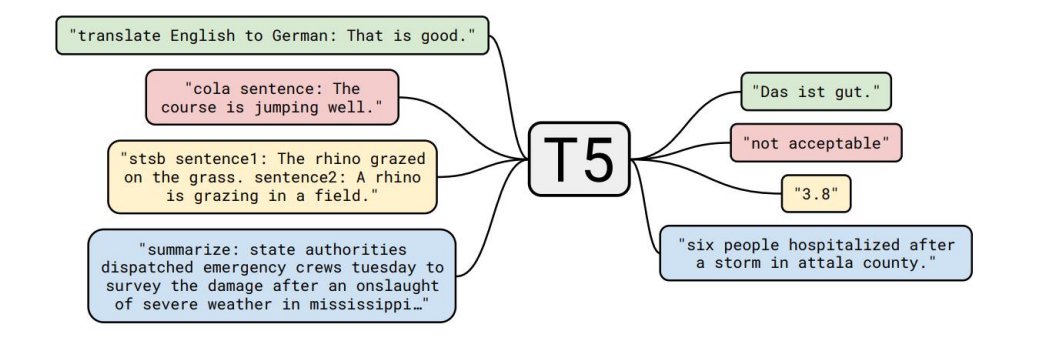 "translate English to German: That is good."
"cola sentence: The
course is jumping well."
"stsb sentence1: The rhino grazed
on the grass. sentence2: A rhino
is grazing in a field."
"summarize: state authorities
dispatched emergency crews tuesday to
survey the damage after an onslaught
of severe weather in mississippi…"
T5
"Das ist gut."
"not acceptable"
"3.8"
"six people hospitalized after
a storm in attala county."